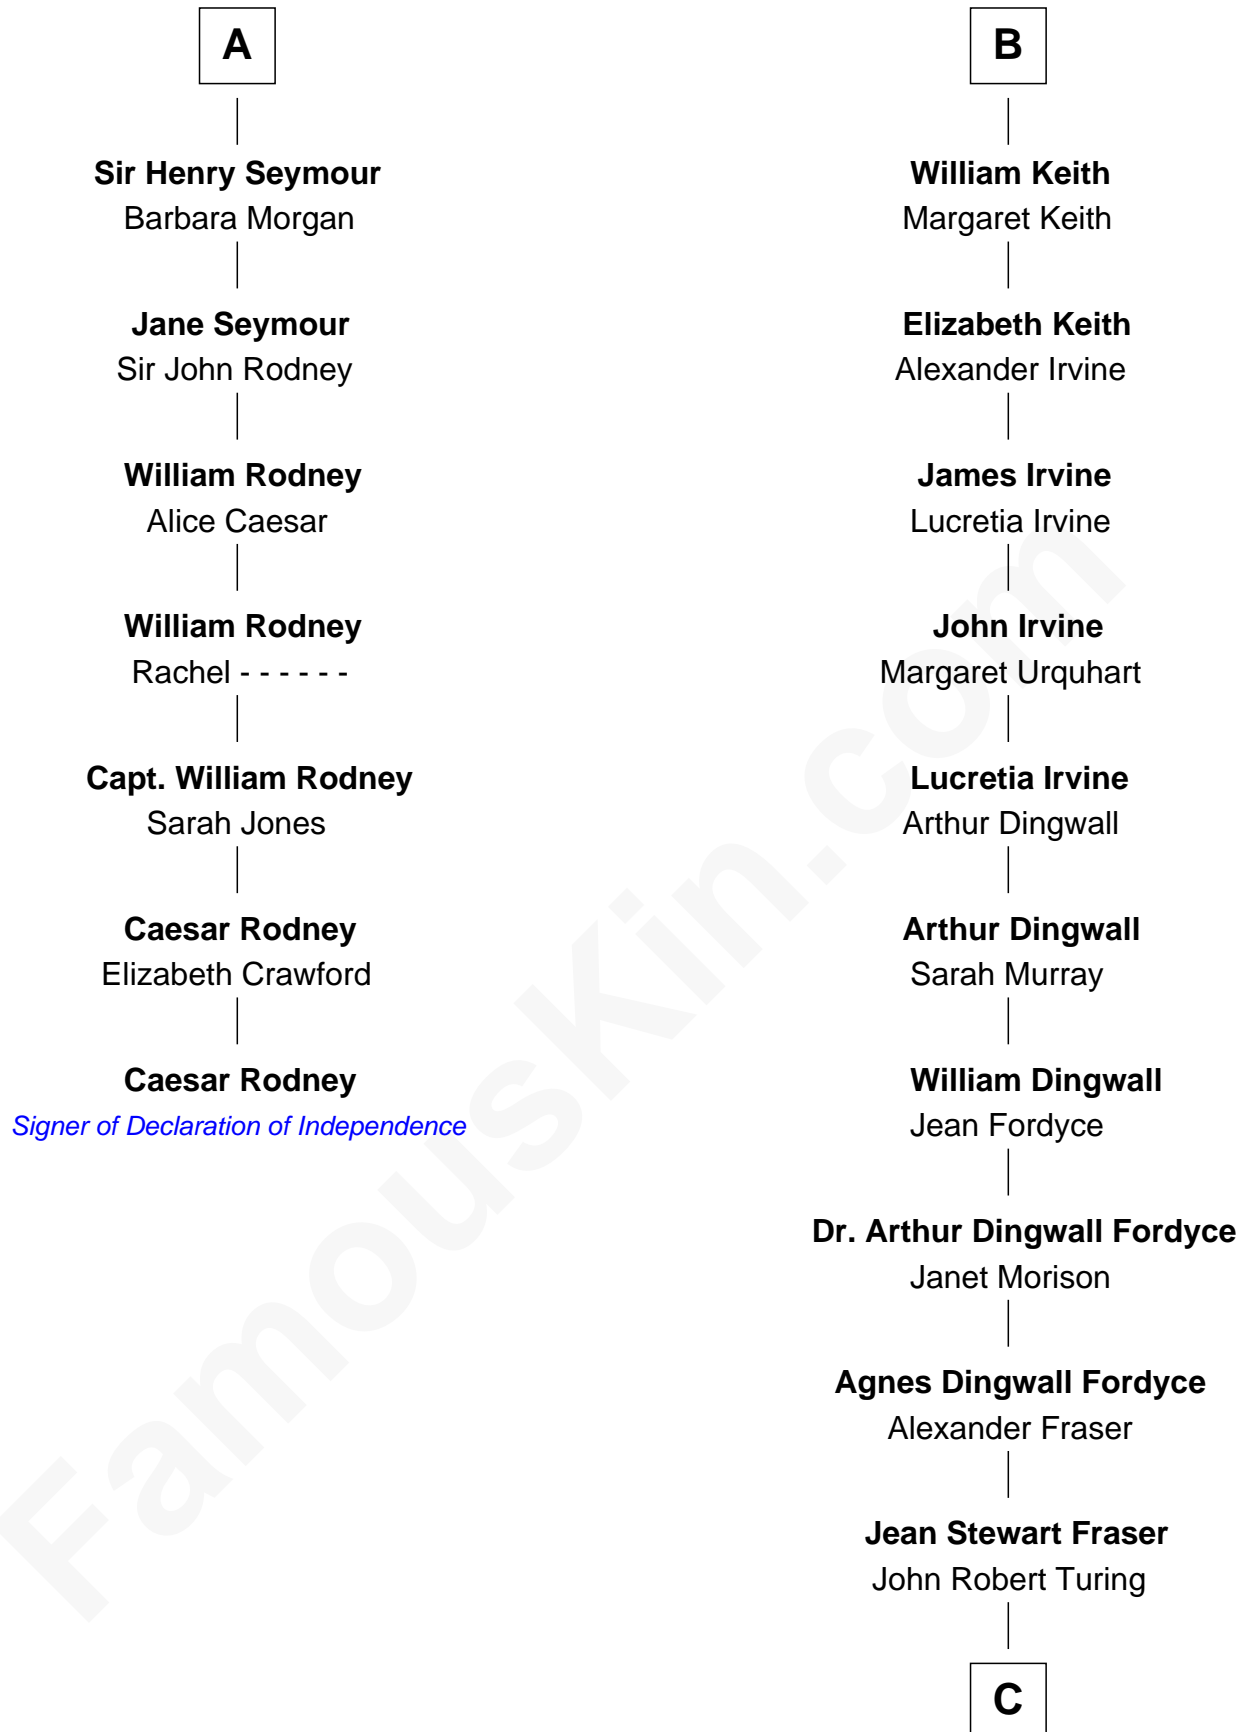 A
Sir Henry Seymour
Barbara Morgan
Jane Seymour
Sir John Rodney
William Rodney
Alice Caesar
William Rodney
Rachel - - - - - -
Capt. William Rodney
Sarah Jones
Caesar Rodney
Elizabeth Crawford
Caesar Rodney
Signer of Declaration of Independence
B
William Keith
Margaret Keith
Elizabeth Keith
Alexander Irvine
James Irvine
Lucretia Irvine
John Irvine
Margaret Urquhart
Lucretia Irvine
Arthur Dingwall
Arthur Dingwall
Sarah Murray
William Dingwall
Jean Fordyce
Dr. Arthur Dingwall Fordyce
Janet Morison
Agnes Dingwall Fordyce
Alexander Fraser
Jean Stewart Fraser
John Robert Turing
C
FamousKin.com